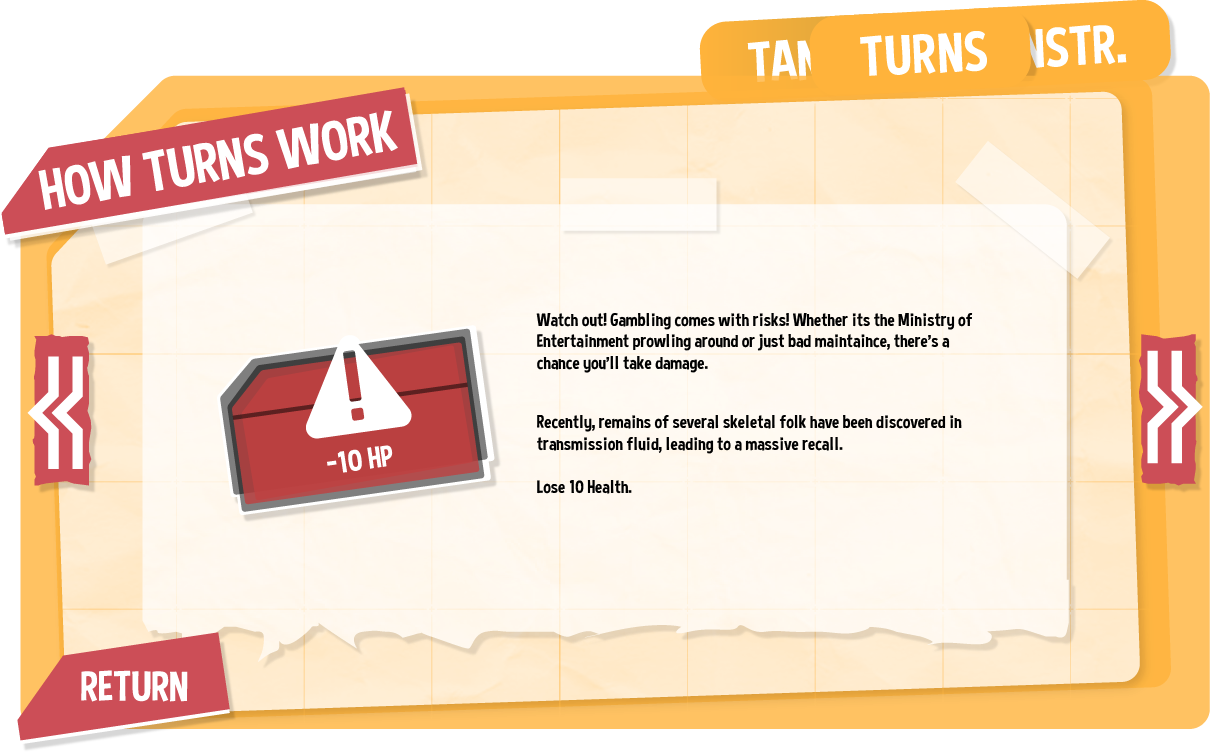 TAN TURNS NSTR.
HOW TURNS WORK
Watch out! Gambling comes with risks! Whether its the Ministry of
Entertainment prowling around or just bad maintaince, there's a
chance you'll take damage.
Recently, remains of several skeletal folk have been discovered in
transmission fluid, leading to a massive recall.
Lose 10 Health.
-10 HP
RETURN